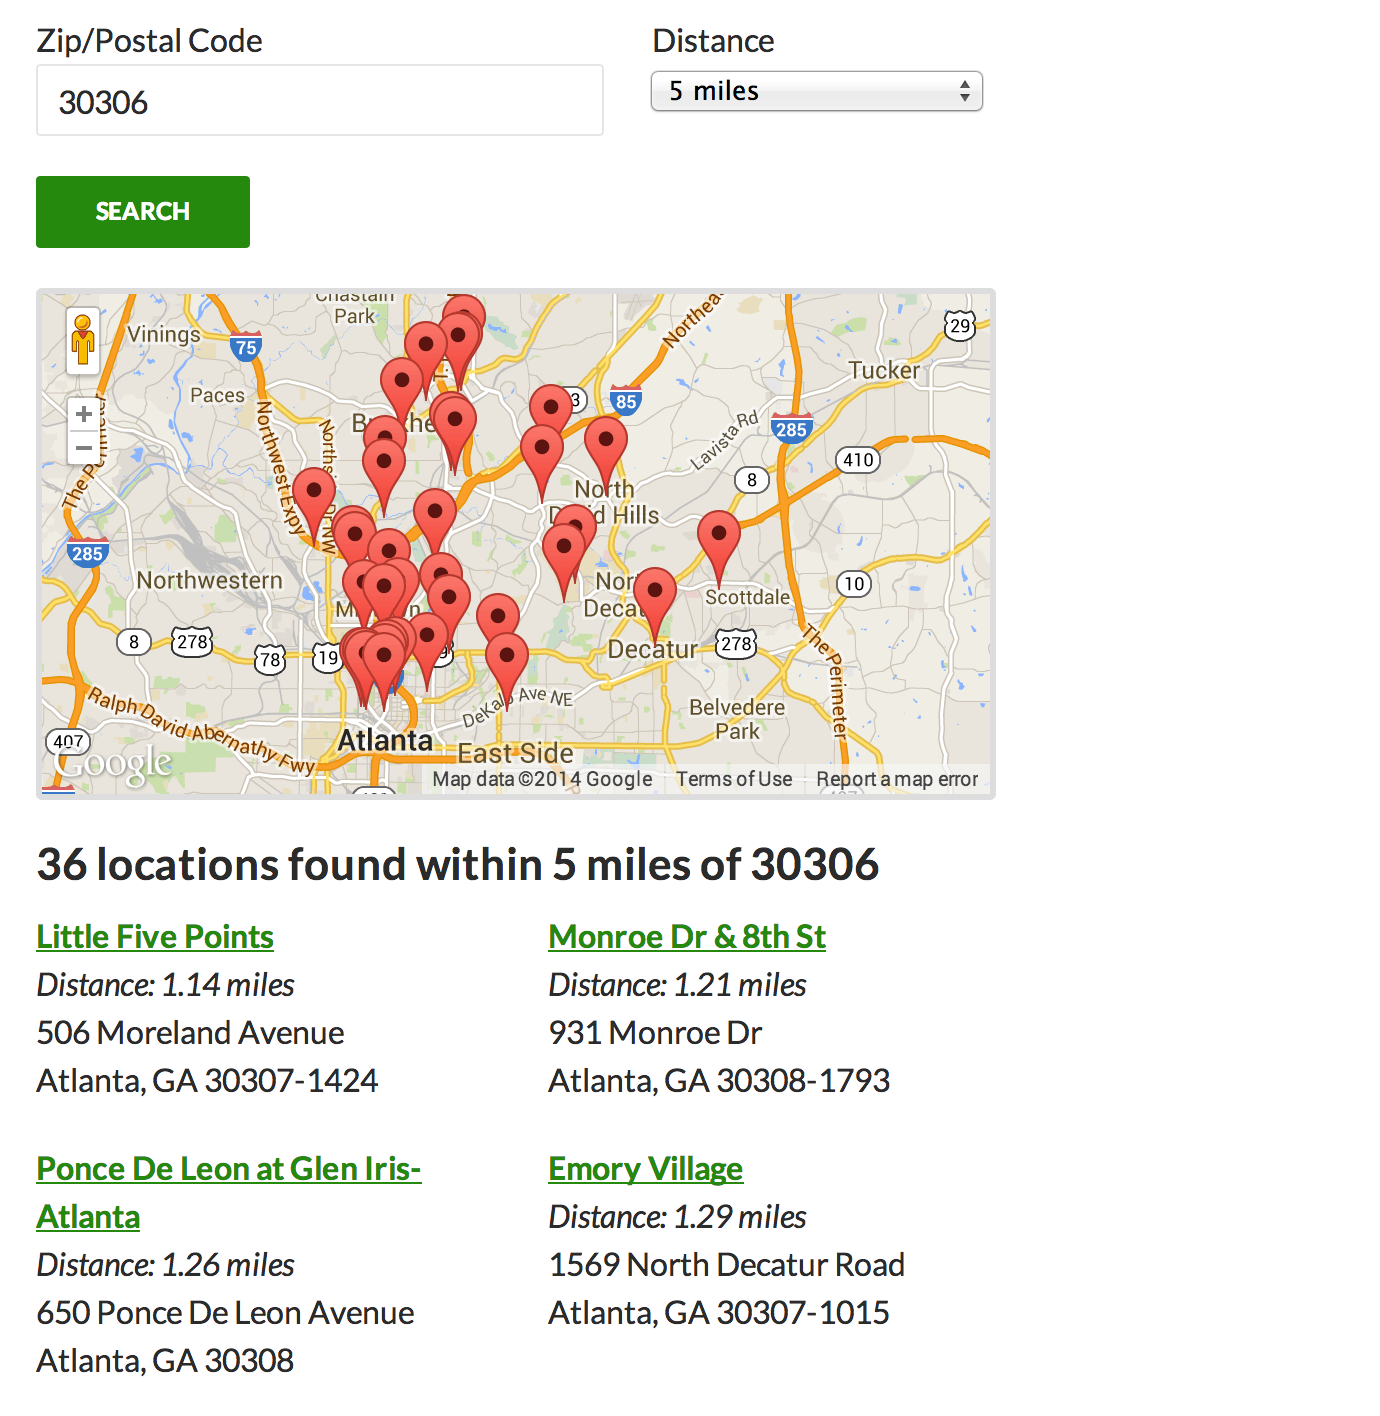 Zip/Postal Code
Distance
30306
5 miles
SEARCH
Chastain
Park
Vinings
75
29
Northeas
Tucker
Paces
85
285
Lavista Rd
410
8
The Perimeter
Northwest Expy
North
Hills
285
Northwestern
10
Scottdale
8
278
78
19
Decatur
278
The Perimeter
Ralph David Abernathy Fwy
DeKalb Ave NE
Belvedere
Park
407
Atlanta
East Side
Google
Map data ©2014 Google
Terms of Use
Report a map error
36 locations found within 5 miles of 30306
Little Five Points
Distance: 1.14 miles
506 Moreland Avenue
Atlanta, GA 30307-1424
Monroe Dr & 8th St
Distance: 1.21 miles
931 Monroe Dr
Atlanta, GA 30308-1793
Ponce De Leon at Glen Iris-
Atlanta
Distance: 1.26 miles
650 Ponce De Leon Avenue
Atlanta, GA 30308
Emory Village
Distance: 1.29 miles
1569 North Decatur Road
Atlanta, GA 30307-1015